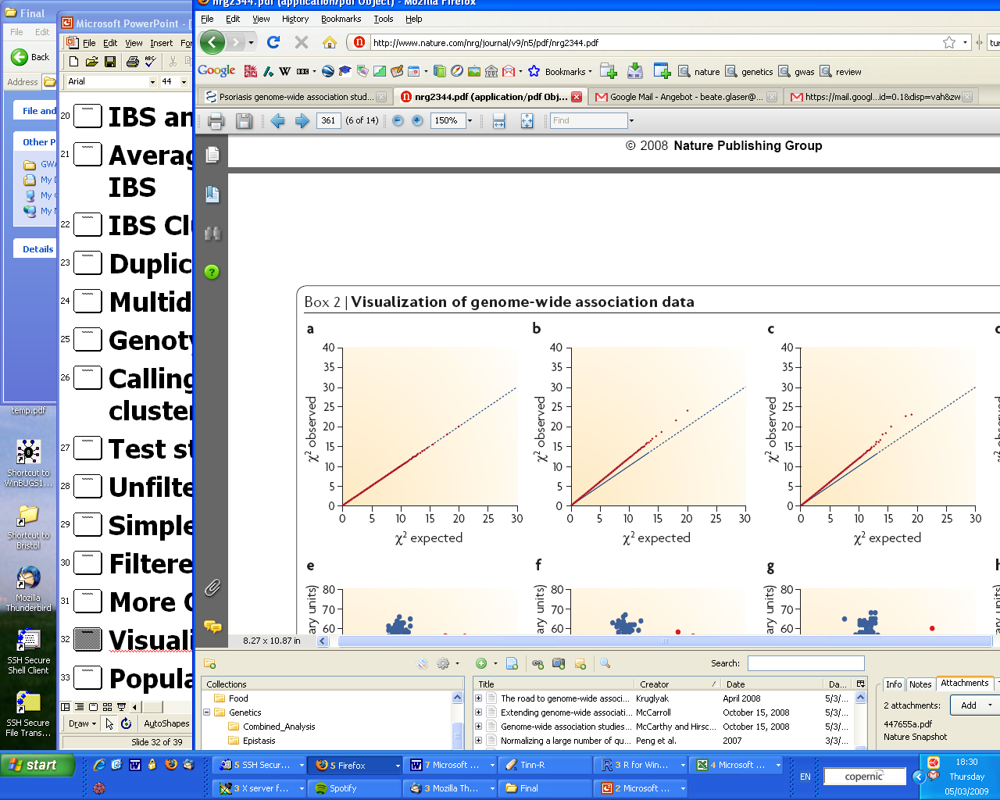 Final
File Edit
Back
Address
File and
Other P
GWA
My D
My C
My N
Details
temp.pdf
Shortcut to
WinBUGS1...
Shortcut to
Bristol
Mozilla
Thunderbird
SSH Secure
Shell Client
SSH Secure
File Trans...
Microsoft PowerPoint - [
File Edit View Insert For
Arial 44
20 IBS an
21 Averag
IBS
22 IBS Clu
23 Duplic
24 Multid
25 Genoty
26 Calling
cluster
27 Test st
28 Unfilte
29 Simple
30 Filtere
31 More Q
32 Visuali
33 Popula
Draw AutoShapes
Slide 32 of 39
nrg2344.pdf (application/pdf Object) - Mozilla Firefox
File Edit View History Bookmarks Tools Help
http://www.nature.com/nrg/journal/v9/n5/pdf/nrg2344.pdf
tur
Google W BBC Bookmarks nature genetics gwas review
Psoriasis genome-wide association stud...
nrg2344.pdf (application/pdf Obj...
Google Mail - Angebot - beate.glaser@...
https://mail.googl...id=0.1&disp=vah&zw
361 (6 of 14) 150% Find
© 2008 Nature Publishing Group
Box 2 | Visualization of genome-wide association data
a
40
35
30
25
20
15
10
5
0
0 5 10 15 20 25 30
χ² observed
χ² expected
b
40
35
30
25
20
15
10
5
0
0 5 10 15 20 25 30
χ² observed
χ² expected
c
40
35
30
25
20
15
10
5
0
0 5 10 15 20 25 30
χ² observed
χ² expected
e
80
70
60
ary units)
f
80
70
60
ary units)
g
80
70
60
ary units)
h
8.27 x 10.87 in
Search:
Collections
Food
Genetics
Combined_Analysis
Epistasis
Title Creator Date Da...
The road to genome-wide associ... Kruglyak April 2008 5/3/...
Extending genome-wide associati... McCarroll October 15, 2008 5/3/...
Genome-wide association studies... McCarthy and Hirsc... October 15, 2008 5/3/...
Normalizing a large number of qu... Peng et al. 2007 3/3/...
Info Notes Attachments
2 attachments: Add
447655a.pdf
Nature Snapshot
start
5 SSH Secur...
5 Firefox
7 Microsoft ...
Tinn-R
3 R for Win...
4 Microsoft ...
3 X server f...
Spotify
3 Mozilla Th...
Final
2 Microsoft ...
EN
copernic
18:30
Thursday
05/03/2009